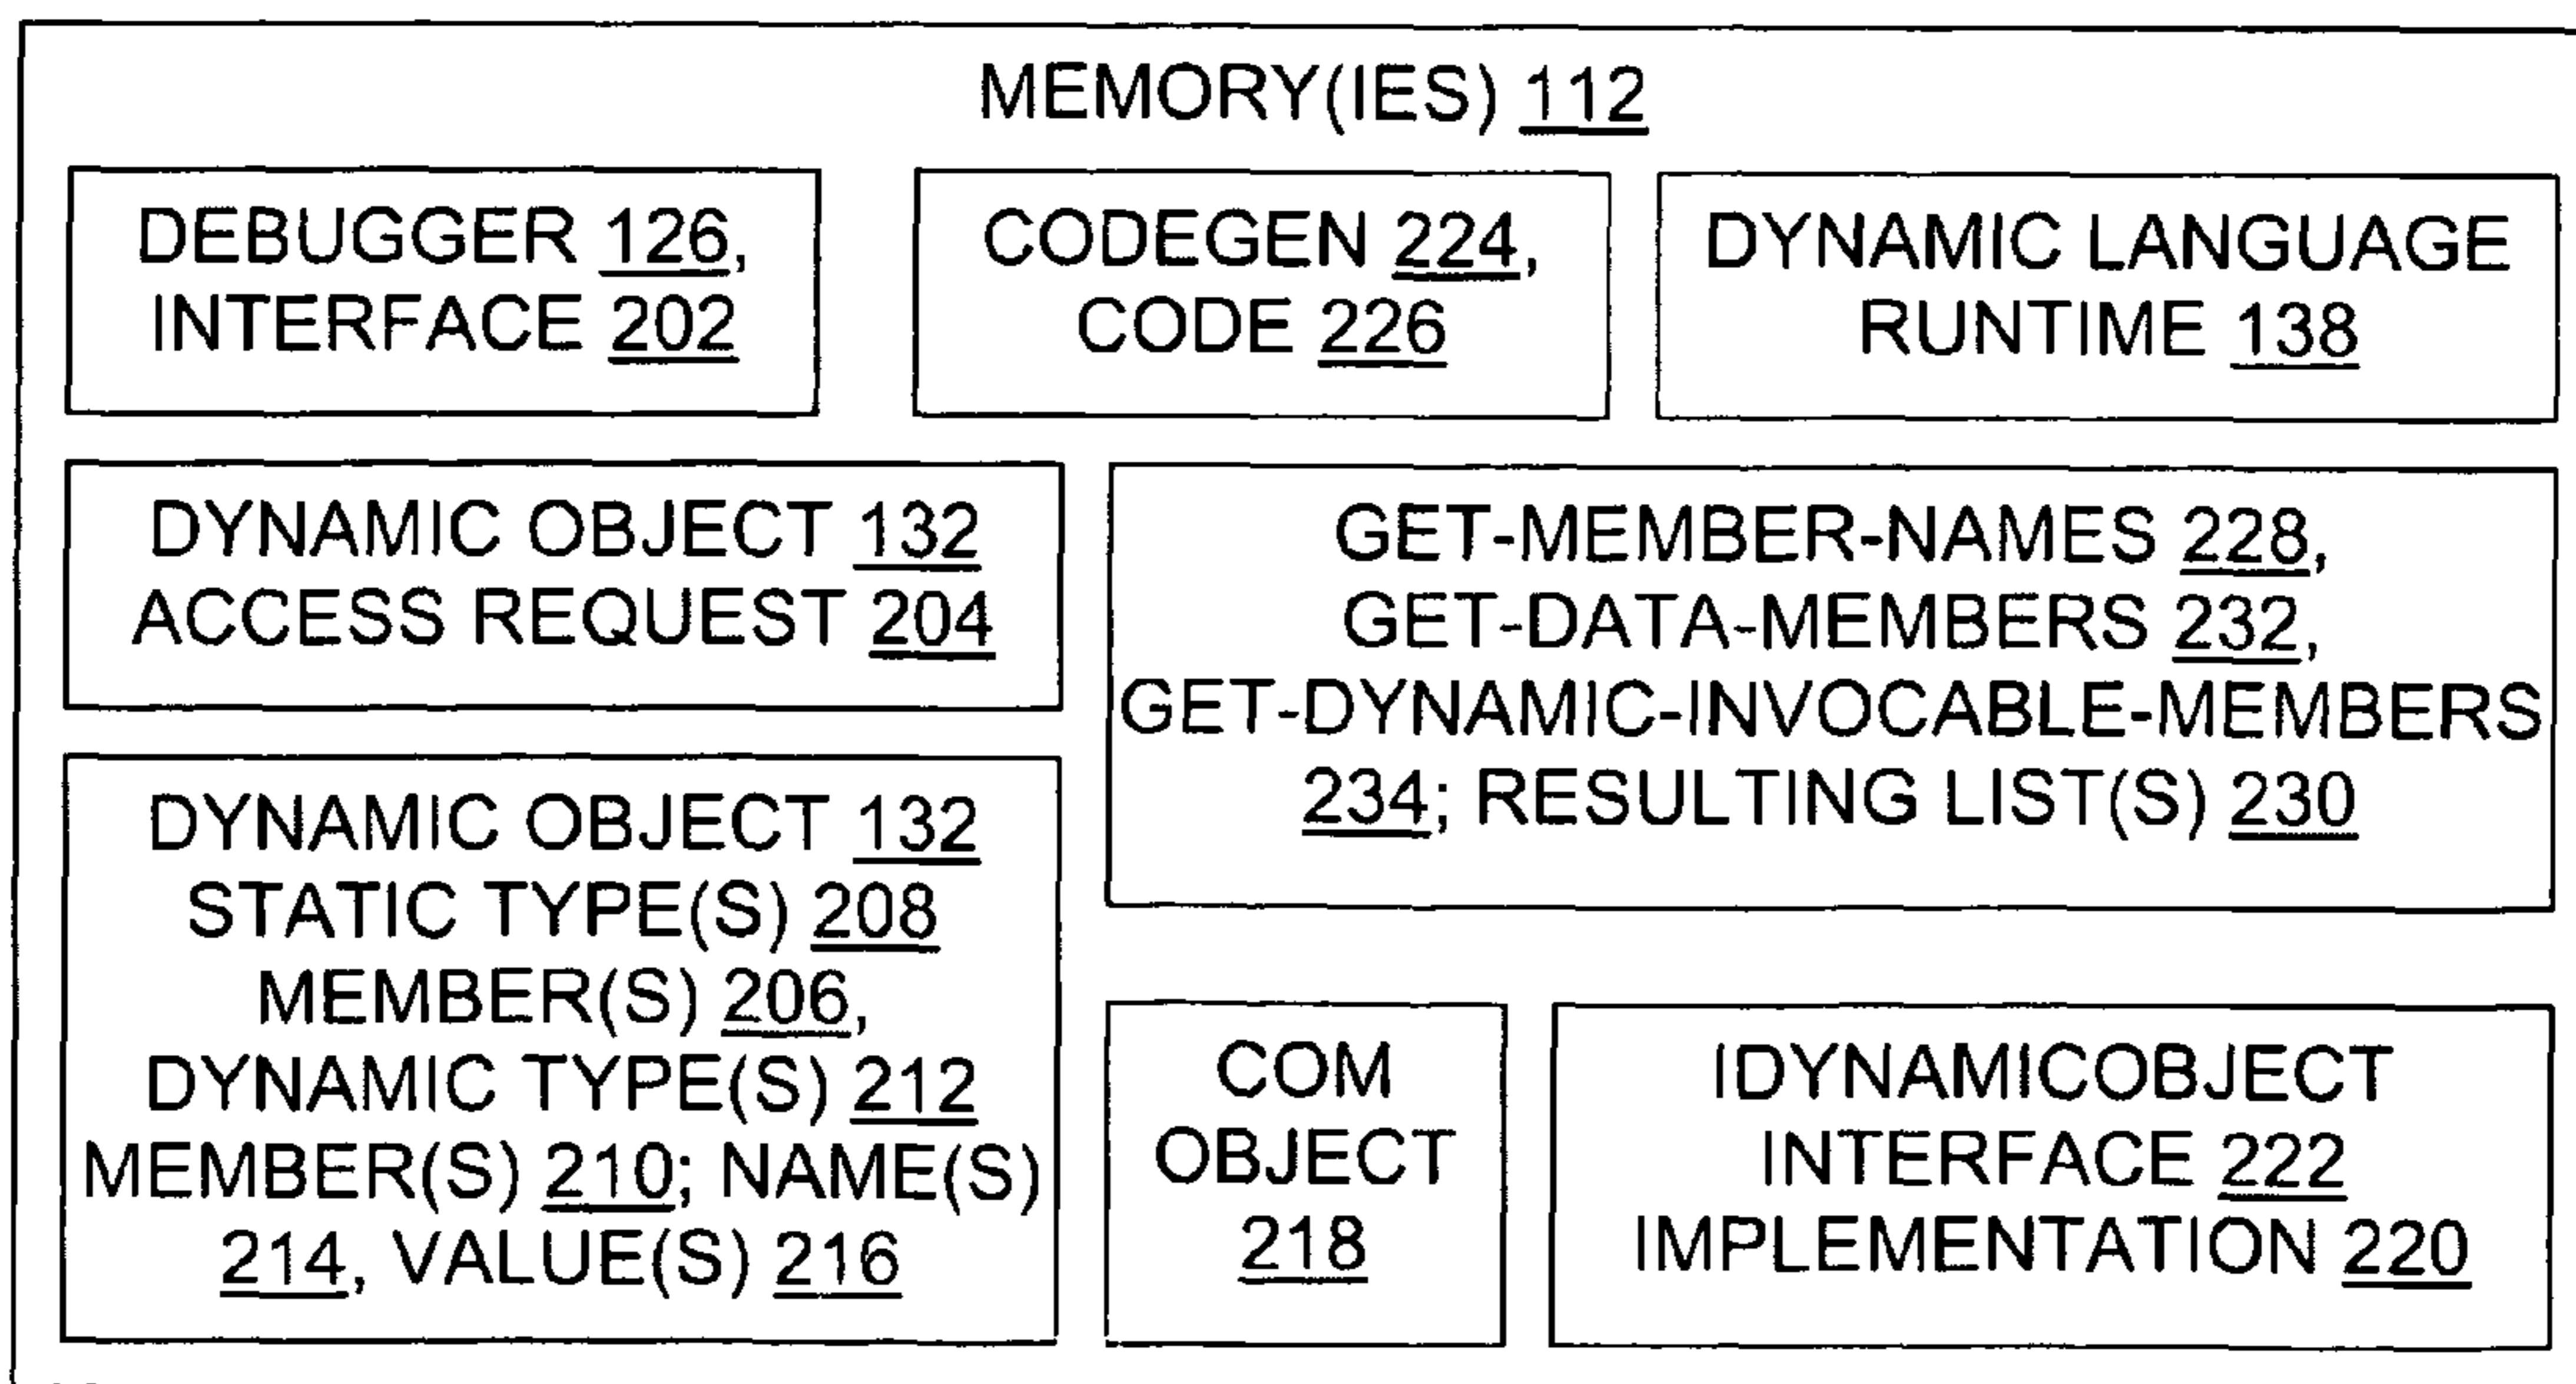 MEMORY(IES) 112
DEBUGGER 126,
INTERFACE 202
CODEGEN 224,
CODE 226
DYNAMIC LANGUAGE
RUNTIME 138
DYNAMIC OBJECT 132
ACCESS REQUEST 204
GET-MEMBER-NAMES 228,
GET-DATA-MEMBERS 232,
GET-DYNAMIC-INVOCABLE-MEMBERS
234; RESULTING LIST(S) 230
DYNAMIC OBJECT 132
STATIC TYPE(S) 208
MEMBER(S) 206,
DYNAMIC TYPE(S) 212
MEMBER(S) 210; NAME(S)
214, VALUE(S) 216
COM
OBJECT
218
IDYNAMICOBJECT
INTERFACE 222
IMPLEMENTATION 220